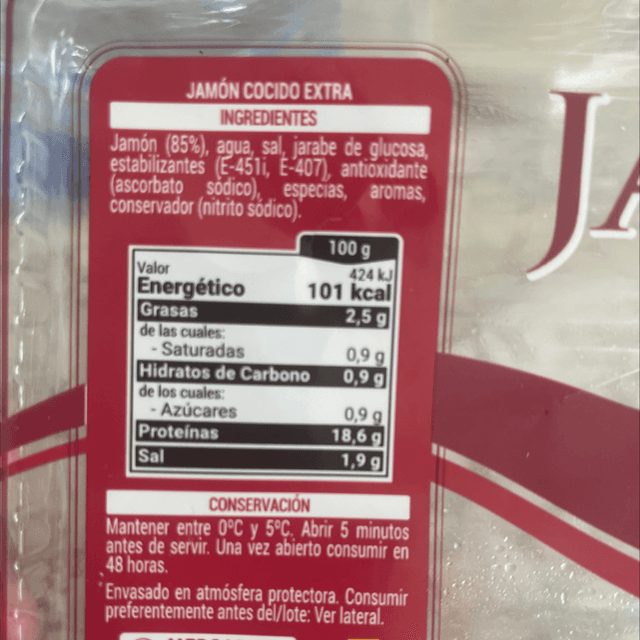 JAMÓN COCIDO EXTRA
INGREDIENTES
Jamón (85%), agua, sal, jarabe de glucosa,
estabilizantes (E-451i, E-407), antioxidante
(ascorbato sódico), especias, aromas,
conservador (nitrito sódico).
100 g
Valor 424 kJ
Energético 101 kcal
Grasas 2,5 g
de las cuales:
- Saturadas 0,9 g
Hidratos de Carbono 0,9 g
de los cuales:
- Azúcares 0,9 g
Proteínas 18,6 g
Sal 1,9 g
CONSERVACIÓN
Mantener entre 0ºC y 5ºC. Abrir 5 minutos
antes de servir. Una vez abierto consumir en
48 horas.
Envasado en atmósfera protectora. Consumir
preferentemente antes del/lote: Ver lateral.
JA